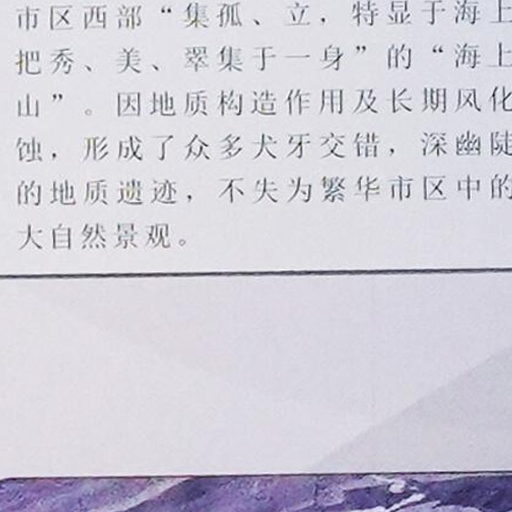 市区西部“集孤、立，特显于海上
把秀、美、翠集于一身”的“海上
山”。因地质构造作用及长期风化
蚀，形成了众多犬牙交错，深幽陡
的地质遗迹，不失为繁华市区中的
大自然景观。